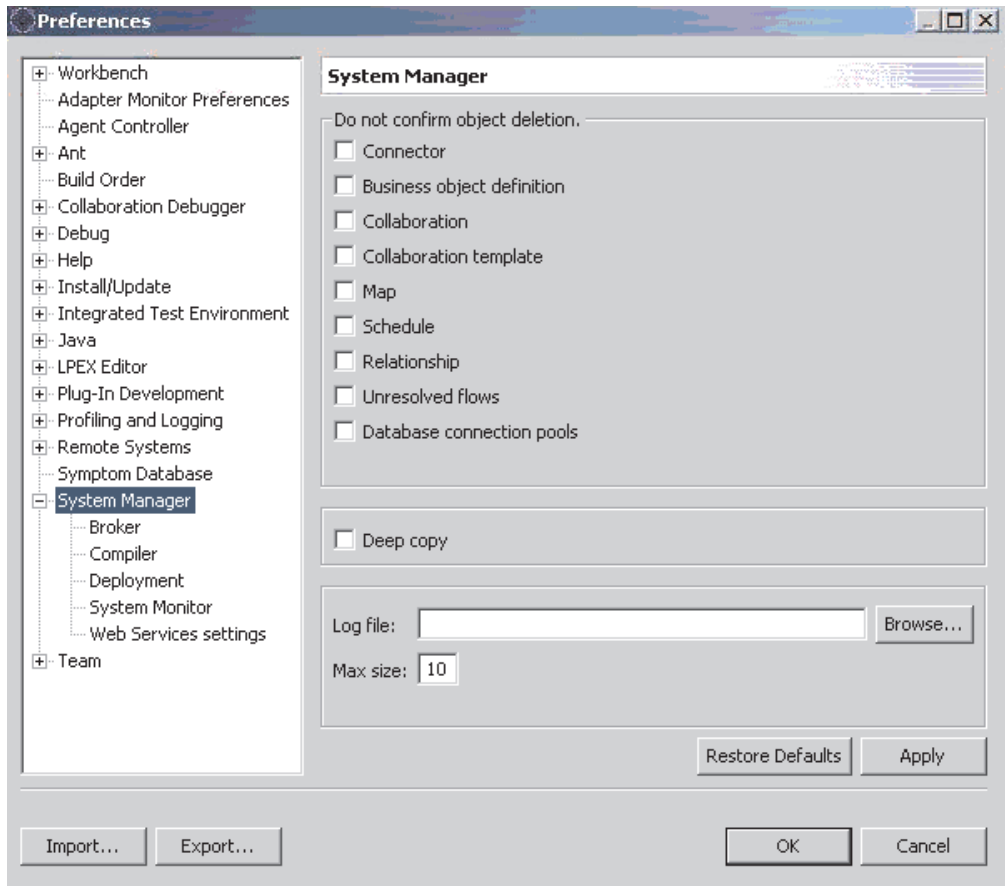 Preferences
Workbench
Adapter Monitor Preferences
Agent Controller
Ant
Build Order
Collaboration Debugger
Debug
Help
Install/Update
Integrated Test Environment
Java
LPEX Editor
Plug-In Development
Profiling and Logging
Remote Systems
Symptom Database
System Manager
Broker
Compiler
Deployment
System Monitor
Web Services settings
Team
System Manager
Do not confirm object deletion.
Connector
Business object definition
Collaboration
Collaboration template
Map
Schedule
Relationship
Unresolved flows
Database connection pools
Deep copy
Log file:
Browse...
Max size: 10
Restore Defaults
Apply
Import...
Export...
OK
Cancel